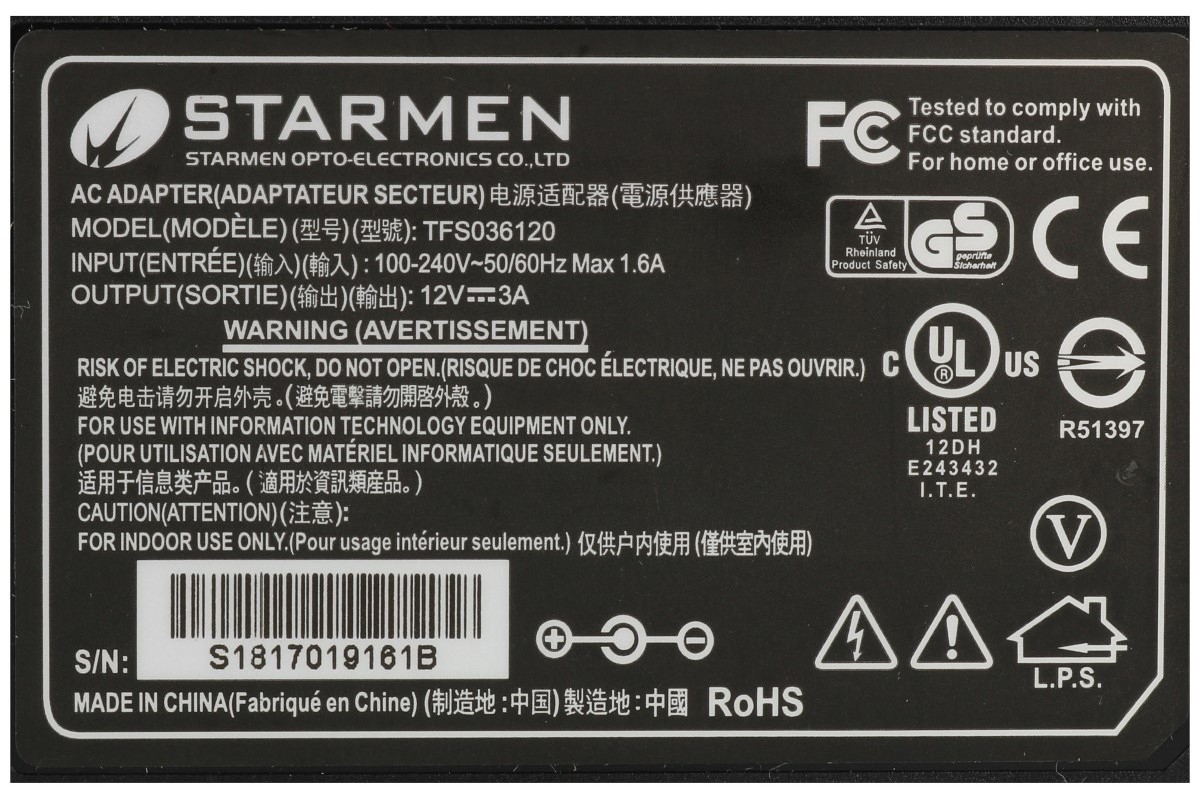 STARMEN
STARMEN OPTO-ELECTRONICS CO.,LTD
AC ADAPTER(ADAPTATEUR SECTEUR) 电源适配器(電源供應器)
MODEL(MODÈLE) (型号)(型號): TFS036120
INPUT(ENTRÉE)(输入)(輸入) : 100-240V~50/60Hz Max 1.6A
OUTPUT(SORTIE)(输出)(輸出): 12V⎓3A
WARNING (AVERTISSEMENT)
RISK OF ELECTRIC SHOCK, DO NOT OPEN.(RISQUE DE CHOC ÉLECTRIQUE, NE PAS OUVRIR.)
避免电击请勿开启外壳。(避免電擊請勿開啓外殼。)
FOR USE WITH INFORMATION TECHNOLOGY EQUIPMENT ONLY.
(POUR UTILISATION AVEC MATÉRIEL INFORMATIQUE SEULEMENT.)
适用于信息类产品。( 適用於資訊類産品。)
CAUTION(ATTENTION) (注意):
FOR INDOOR USE ONLY.(Pour usage intérieur seulement.) 仅供户内使用 (僅供室內使用)
S/N:
S1817019161B
MADE IN CHINA(Fabriqué en Chine) (制造地:中国) 製造地:中國 RoHS
FC
Tested to comply with
FCC standard.
For home or office use.
TÜV
Rheinland
Product Safety
GS
geprüfte
Sicherheit
CE
C UL US
®
LISTED
12DH
E243432
I.T.E.
R51397
V
L.P.S.